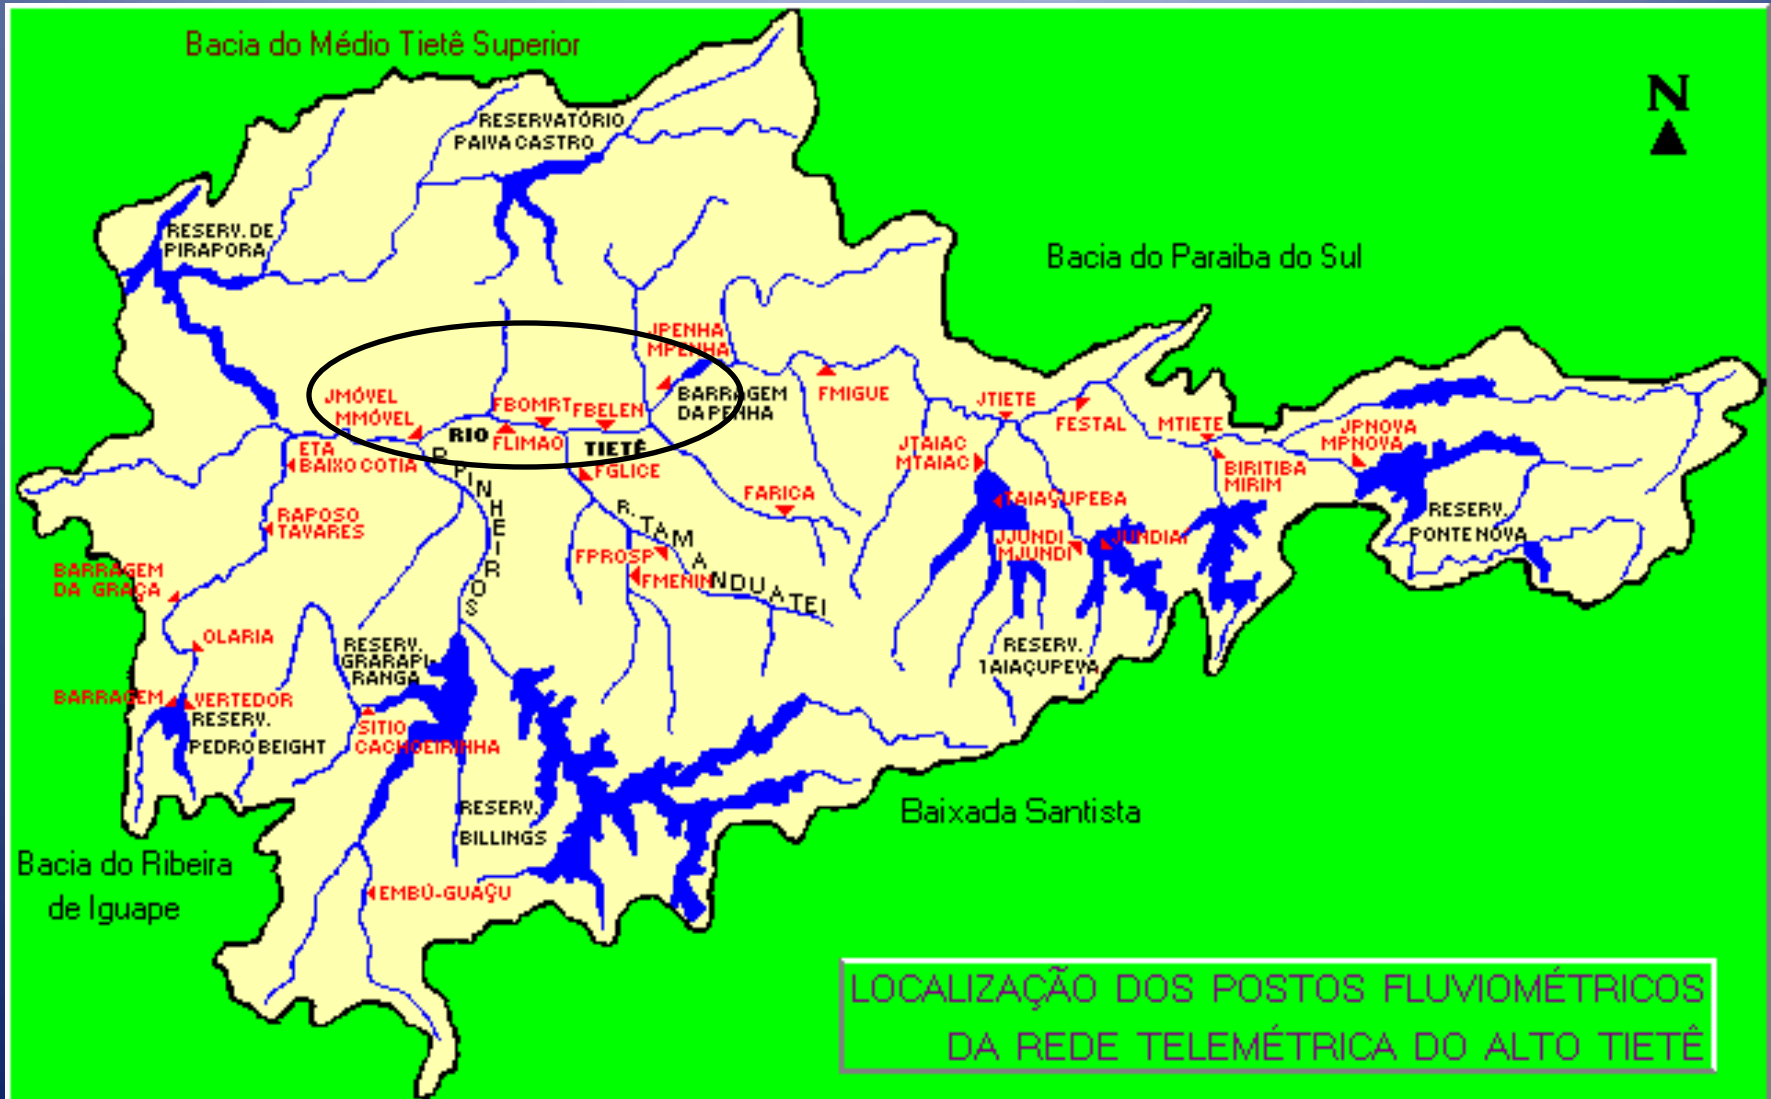 Bacia do Médio Tietê Superior
N
RESERVATÓRIO
PAIVA CASTRO
RESERV. DE
PIRAPORA
Bacia do Paraiba do Sul
JPENHA
MPENHA
BARRAGEM
DA PENHA
JMÓVEL
MMÓVEL
FBOMRT
FBELEN
RIO
FLIMAO
TIETÊ
FMIGUE
JTIETE
FESTAL
MTIETE
JPNOVA
MPNOVA
ETA
BAIXO COTIA
FGLICE
JTAIAC
MTAIAC
BIRITIBA
MIRIM
R. PINHEIROS
FARICA
TAIAÇUPEBA
RESERV.
PONTE NOVA
RAPOSO
TAVARES
R. TAMANDUATEI
JJUNDI
MJUNDI
JUNDIAI
FPROSP
FMENIN
BARRAGEM
DA GRAÇA
OLARIA
RESERV.
GRARAPI
RANGA
RESERV.
TAIAÇUPEVA
BARRAGEM
VERTEDOR
RESERV.
PEDRO BEIGHT
SITIO
CACHOEIRINHA
RESERV.
BILLINGS
Baixada Santista
Bacia do Ribeira
de Iguape
EMBÚ-GUAÇU
LOCALIZAÇÃO DOS POSTOS FLUVIOMÉTRICOS
DA REDE TELEMÉTRICA DO ALTO TIETÊ